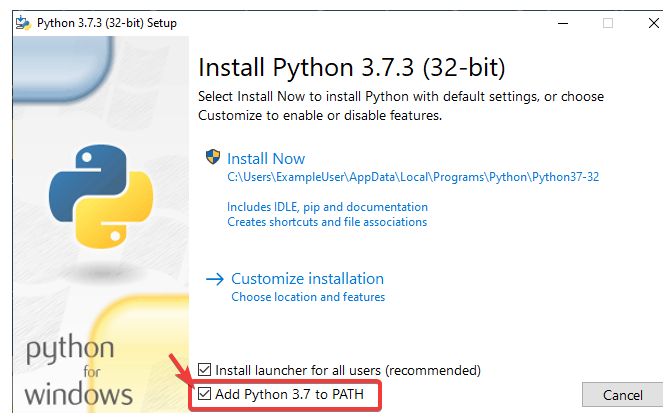 Python 3.7.3 (32-bit) Setup
Install Python 3.7.3 (32-bit)
Select Install Now to install Python with default settings, or choose
Customize to enable or disable features.
Install Now
C:\Users\ExampleUser\AppData\Local\Programs\Python\Python37-32
Includes IDLE, pip and documentation
Creates shortcuts and file associations
Customize installation
Choose location and features
python
for
windows
Install launcher for all users (recommended)
Add Python 3.7 to PATH
Cancel